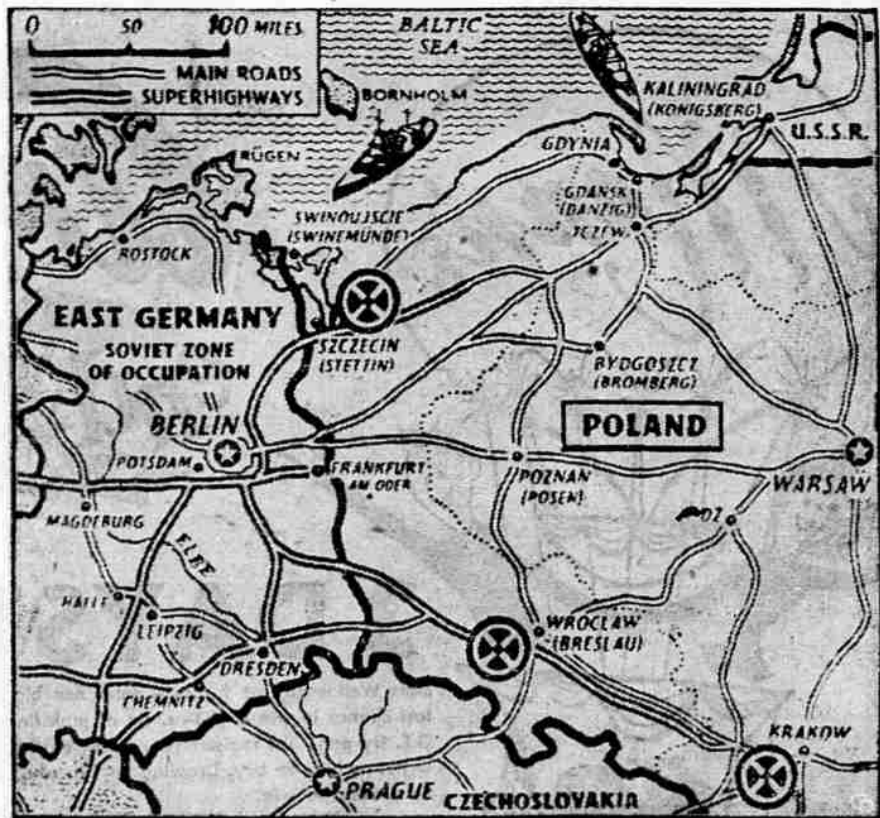 0 50 100 MILES
MAIN ROADS
SUPERHIGHWAYS
BALTIC
SEA
BORNHOLM
KALININGRAD
(KONIGSBERG)
U.S.S.R.
RÜGEN
GDYNIA
GDANSK
(DANZIG)
TCZEW
SWINOUJSCIE
(SWINEMUNDE)
ROSTOCK
EAST GERMANY
SOVIET ZONE
OF OCCUPATION
SZCZECIN
(STETTIN)
BYDGOSZCZ
(BROMBERG)
POLAND
BERLIN
POTSDAM
FRANKFURT
AM ODER
POZNAN
(POSEN)
WARSAW
MAGDEBURG
ELBE
HALLE
LEIPZIG
WROCLAW
(BRESLAU)
DRESDEN
CHEMNITZ
KRAKOW
PRAGUE
CZECHOSLOVAKIA